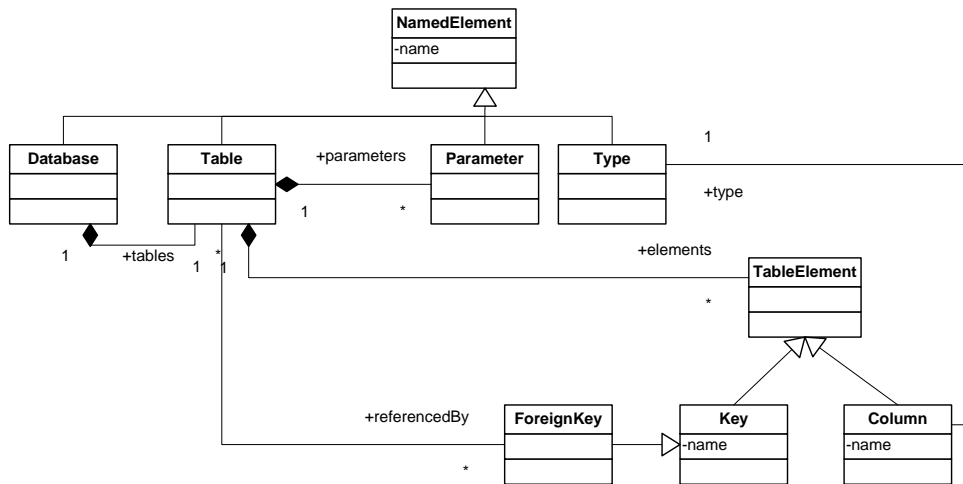 NamedElement
-name
1
Database
Table
+parameters
Parameter
Type
1
*
+type
1
+tables
1
*
1
+elements
TableElement
*
+referencedBy
ForeignKey
Key
Column
-name
-name
*